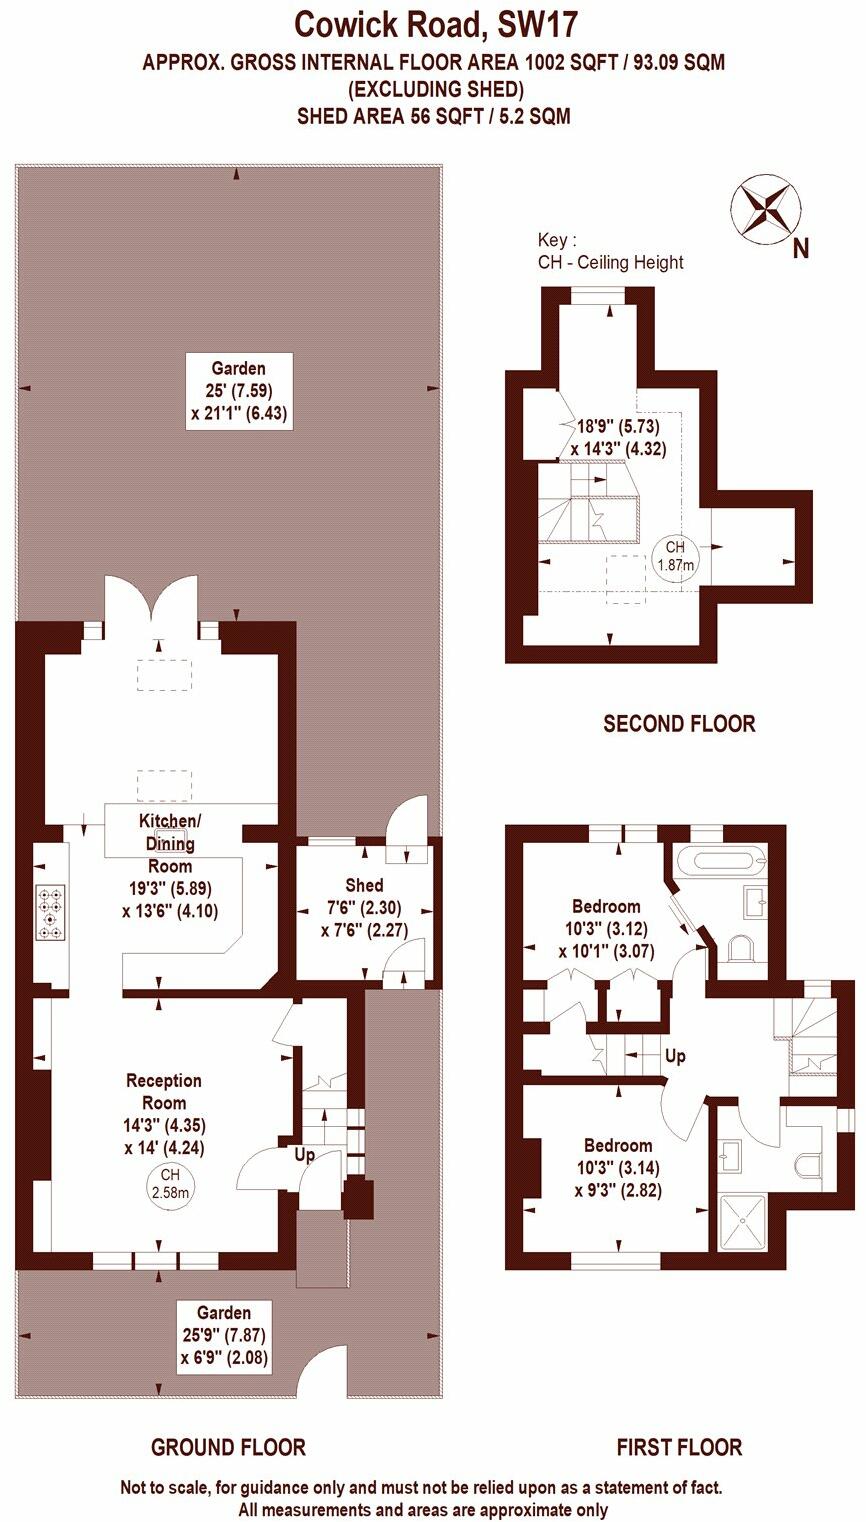 Cowick Road, SW17
APPROX. GROSS INTERNAL FLOOR AREA 1002 SQFT / 93.09 SQM
(EXCLUDING SHED)
SHED AREA 56 SQFT / 5.2 SQM
N
Key :
CH - Ceiling Height
Garden
25' (7.59)
x 21'1" (6.43)
18'9" (5.73)
x 14'3" (4.32)
CH
1.87m
SECOND FLOOR
Kitchen/
Dining
Room
19'3" (5.89)
x 13'6" (4.10)
Shed
7'6" (2.30)
x 7'6" (2.27)
Bedroom
10'3" (3.12)
x 10'1" (3.07)
Up
Reception
Room
14'3" (4.35)
x 14' (4.24)
CH
2.58m
Up
Bedroom
10'3" (3.14)
x 9'3" (2.82)
Garden
25'9" (7.87)
x 6'9" (2.08)
GROUND FLOOR
FIRST FLOOR
Not to scale, for guidance only and must not be relied upon as a statement of fact.
All measurements and areas are approximate only